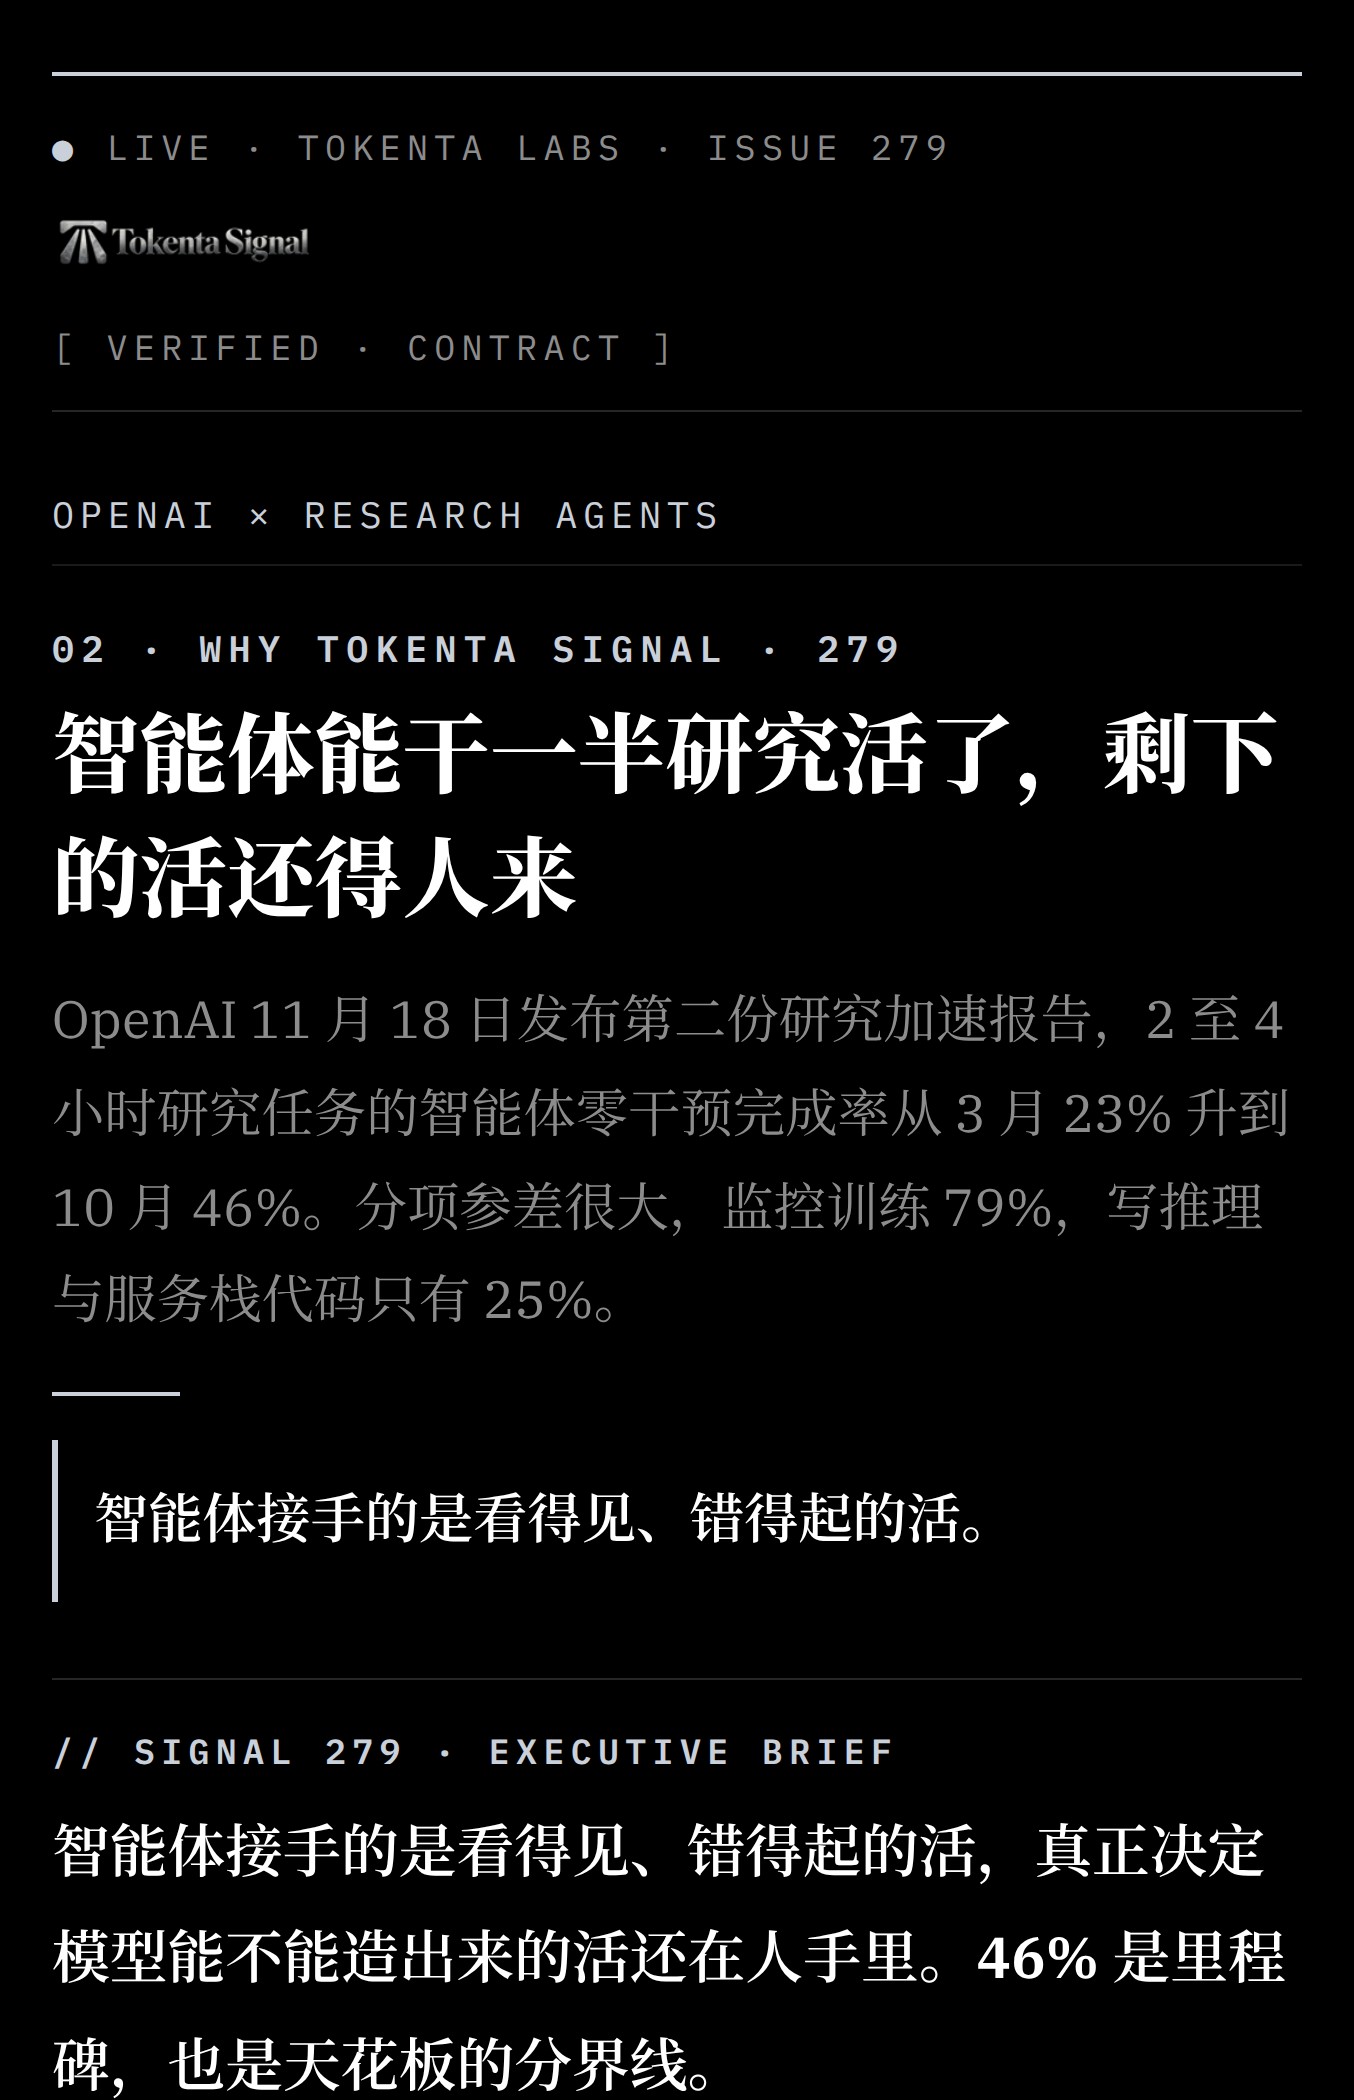 ● LIVE · TOKENTA LABS · ISSUE 279
Tokenta Signal
[ VERIFIED · CONTRACT ]
OPENAI × RESEARCH AGENTS
02 · WHY TOKENTA SIGNAL · 279
智能体能干一半研究活了，剩下
的活还得人来
OpenAI 11 月 18 日发布第二份研究加速报告，2 至 4
小时研究任务的智能体零干预完成率从 3 月 23% 升到
10 月 46%。分项参差很大，监控训练 79%，写推理
与服务栈代码只有 25%。
智能体接手的是看得见、错得起的活。
// SIGNAL 279 · EXECUTIVE BRIEF
智能体接手的是看得见、错得起的活，真正决定
模型能不能造出来的活还在人手里。46% 是里程
碑，也是天花板的分界线。